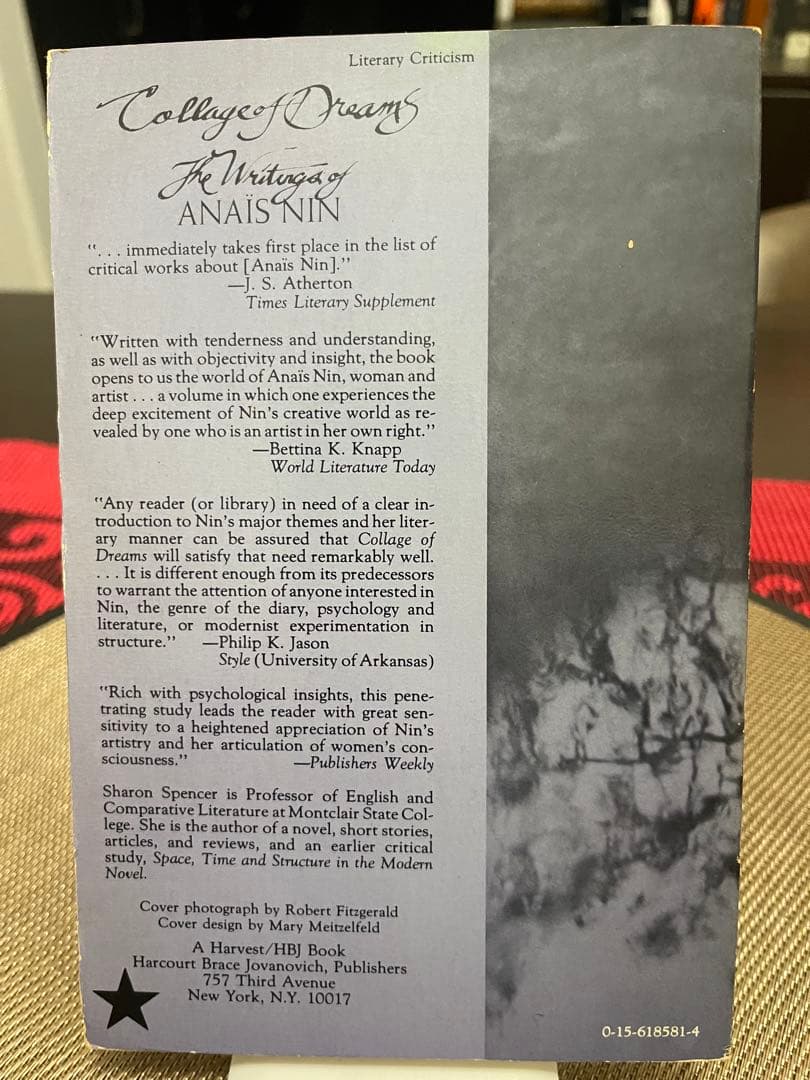 Literary Criticism
Collage of Dreams
The Writings of
ANAÏS NIN
“. . . immediately takes first place in the list of
critical works about [Anaïs Nin].”
—J. S. Atherton
Times Literary Supplement
“Written with tenderness and understanding,
as well as with objectivity and insight, the book
opens to us the world of Anaïs Nin, woman and
artist . . . a volume in which one experiences the
deep excitement of Nin’s creative world as re-
vealed by one who is an artist in her own right.”
—Bettina K. Knapp
World Literature Today
“Any reader (or library) in need of a clear in-
troduction to Nin’s major themes and her liter-
ary manner can be assured that Collage of
Dreams will satisfy that need remarkably well.
. . . It is different enough from its predecessors
to warrant the attention of anyone interested in
Nin, the genre of the diary, psychology and
literature, or modernist experimentation in
structure.” —Philip K. Jason
Style (University of Arkansas)
“Rich with psychological insights, this pene-
trating study leads the reader with great sen-
sitivity to a heightened appreciation of Nin’s
artistry and her articulation of women’s con-
sciousness.” —Publishers Weekly
Sharon Spencer is Professor of English and
Comparative Literature at Montclair State Col-
lege. She is the author of a novel, short stories,
articles, and reviews, and an earlier critical
study, Space, Time and Structure in the Modern
Novel.
Cover photograph by Robert Fitzgerald
Cover design by Mary Meitzelfeld
A Harvest/HBJ Book
Harcourt Brace Jovanovich, Publishers
757 Third Avenue
New York, N.Y. 10017
0-15-618581-4